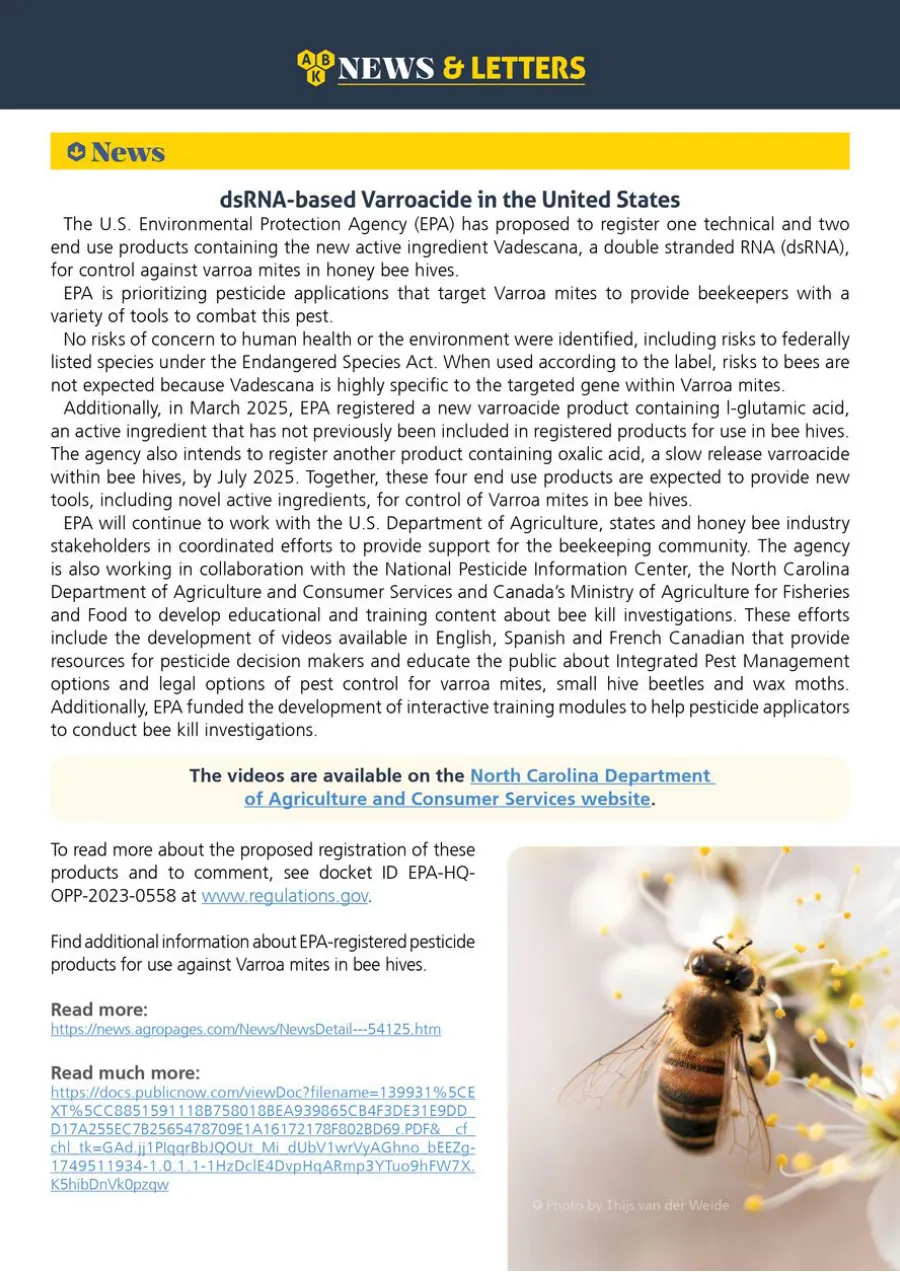 A B K NEWS & LETTERS
News
dsRNA-based Varroacide in the United States
The U.S. Environmental Protection Agency (EPA) has proposed to register one technical and two
end use products containing the new active ingredient Vadescana, a double stranded RNA (dsRNA),
for control against varroa mites in honey bee hives.
EPA is prioritizing pesticide applications that target Varroa mites to provide beekeepers with a
variety of tools to combat this pest.
No risks of concern to human health or the environment were identified, including risks to federally
listed species under the Endangered Species Act. When used according to the label, risks to bees are
not expected because Vadescana is highly specific to the targeted gene within Varroa mites.
Additionally, in March 2025, EPA registered a new varroacide product containing l-glutamic acid,
an active ingredient that has not previously been included in registered products for use in bee hives.
The agency also intends to register another product containing oxalic acid, a slow release varroacide
within bee hives, by July 2025. Together, these four end use products are expected to provide new
tools, including novel active ingredients, for control of Varroa mites in bee hives.
EPA will continue to work with the U.S. Department of Agriculture, states and honey bee industry
stakeholders in coordinated efforts to provide support for the beekeeping community. The agency
is also working in collaboration with the National Pesticide Information Center, the North Carolina
Department of Agriculture and Consumer Services and Canada's Ministry of Agriculture for Fisheries
and Food to develop educational and training content about bee kill investigations. These efforts
include the development of videos available in English, Spanish and French Canadian that provide
resources for pesticide decision makers and educate the public about Integrated Pest Management
options and legal options of pest control for varroa mites, small hive beetles and wax moths.
Additionally, EPA funded the development of interactive training modules to help pesticide applicators
to conduct bee kill investigations.
The videos are available on the North Carolina Department
of Agriculture and Consumer Services website.
To read more about the proposed registration of these
products and to comment, see docket ID EPA-HQ-
OPP-2023-0558 at www.regulations.gov.
Find additional information about EPA-registered pesticide
products for use against Varroa mites in bee hives.
Read more:
https://news.agropages.com/News/NewsDetail---54125.htm
Read much more:
https://docs.publicnow.com/viewDoc?filename=139931%5CE
XT%5CC8851591118B758018BEA939865CB4F3DE31E9DD_
D17A255EC7B2565478709E1A16172178F802BD69.PDF&__cf_
chl_tk=GAd.jj1PIqqrBbJQOUt_Mi_dUbV1wrVyAGhno_bEEZg-
1749511934-1.0.1.1-1HzDclE4DvpHqARmp3YTuo9hFW7X.
K5hibDnVk0pzqw
Photo by Thijs van der Weide